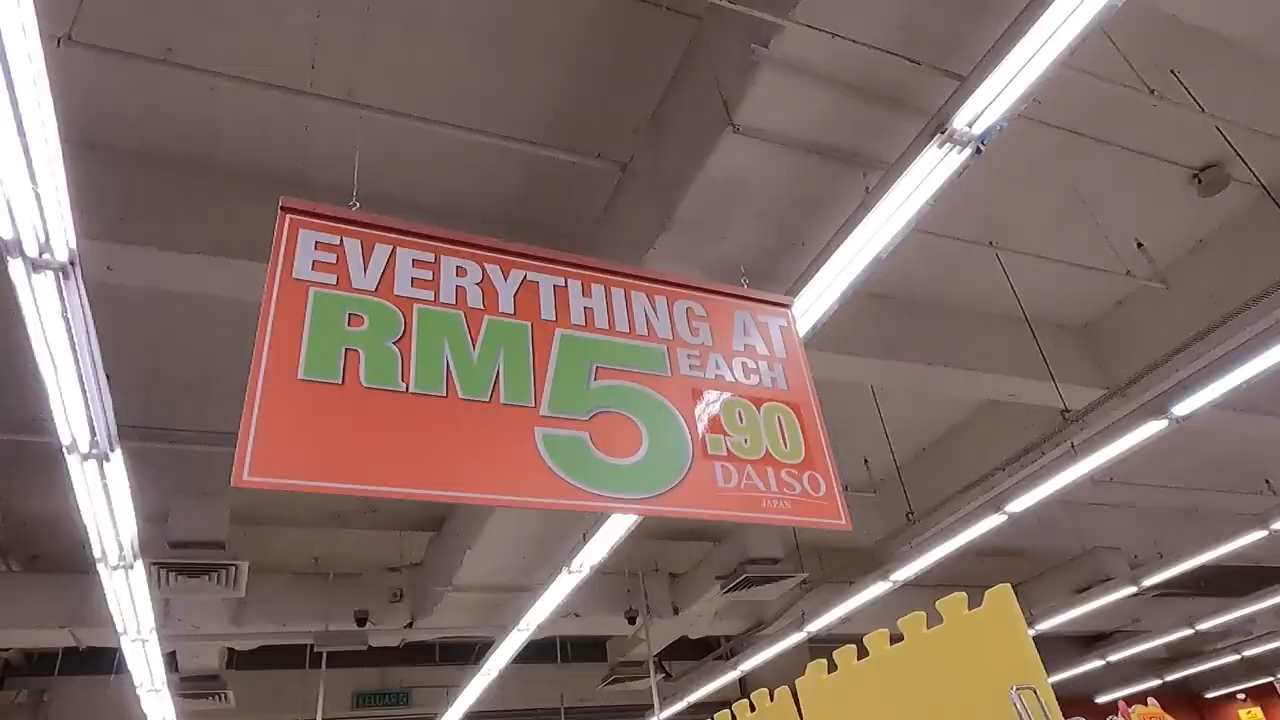 EVERYTHING AT
RM5.90 EACH
DAISO
JAPAN
KELUAR